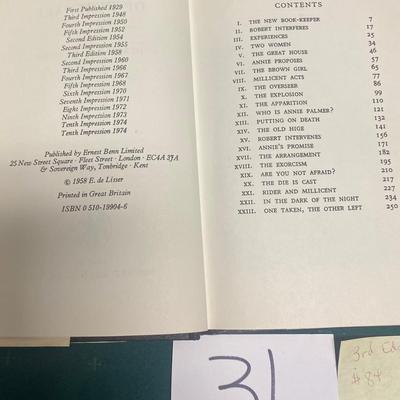 First Published 1929
Third Impression 1948
Fourth Impression 1950
Fifth Impression 1952
Second Edition 1954
Second Impression 1955
Third Edition 1958
Second Impression 1960
Third Impression 1966
Fourth Impression 1967
Fifth Impression 1968
Sixth Impression 1970
Seventh Impression 1971
Eight Impression 1972
Ninth Impression 1973
Tenth Impression 1974
Tenth Impression 1974
Published by Ernest Benn Limited
25 New Street Square · Fleet Street · London · EC4A 3JA
& Sovereign Way, Tonbridge · Kent
© 1958 E. de Lisser
Printed in Great Britain
ISBN 0 510-19904-6
CONTENTS
I. THE NEW BOOK-KEEPER 7
II. ROBERT INTERFERES 17
III. EXPERIENCES 25
IV. TWO WOMEN 34
V. THE GREAT HOUSE 46
VI. ANNIE PROPOSES 57
VII. THE BROWN GIRL 65
VIII. MILLICENT ACTS 77
IX. THE OVERSEER 86
X. THE EXPLOSION 99
XI. THE APPARITION 110
XII. WHO IS ANNIE PALMER? 121
XIII. PUTTING ON DEATH 132
XIV. THE OLD HIGE 141
XV. ROBERT INTERVENES 156
XVI. ANNIE'S PROMISE 171
XVII. THE ARRANGEMENT 182
XVIII. THE EXORCISM 195
XIX. ARE YOU NOT AFRAID? 210
XX. THE DIE IS CAST 217
XXI. RIDER AND MILLICENT 227
XXII. IN THE DARK OF THE NIGHT 234
XXIII. ONE TAKEN, THE OTHER LEFT 250
31
3rd Ed
#84